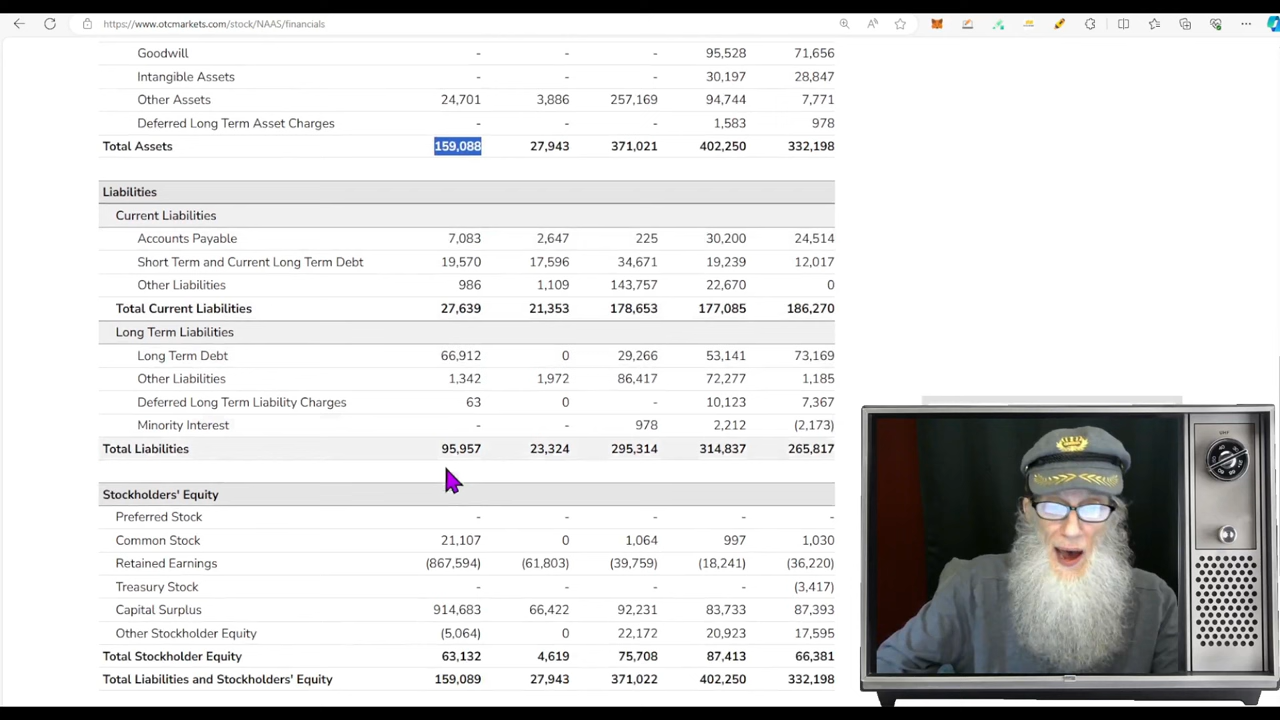 https://www.otcmarkets.com/stock/NAAS/financials
Goodwill - - - 95,528 71,656
Intangible Assets - - - 30,197 28,847
Other Assets 24,701 3,886 257,169 94,744 7,771
Deferred Long Term Asset Charges - - - 1,583 978
Total Assets 159,088 27,943 371,021 402,250 332,198
Liabilities
Current Liabilities
Accounts Payable 7,083 2,647 225 30,200 24,514
Short Term and Current Long Term Debt 19,570 17,596 34,671 19,239 12,017
Other Liabilities 986 1,109 143,757 22,670 0
Total Current Liabilities 27,639 21,353 178,653 177,085 186,270
Long Term Liabilities
Long Term Debt 66,912 0 29,266 53,141 73,169
Other Liabilities 1,342 1,972 86,417 72,277 1,185
Deferred Long Term Liability Charges 63 0 - 10,123 7,367
Minority Interest - - 978 2,212 (2,173)
Total Liabilities 95,957 23,324 295,314 314,837 265,817
Stockholders' Equity
Preferred Stock - - - - -
Common Stock 21,107 0 1,064 997 1,030
Retained Earnings (867,594) (61,803) (39,759) (18,241) (36,220)
Treasury Stock - - - - (3,417)
Capital Surplus 914,683 66,422 92,231 83,733 87,393
Other Stockholder Equity (5,064) 0 22,172 20,923 17,595
Total Stockholder Equity 63,132 4,619 75,708 87,413 66,381
Total Liabilities and Stockholders' Equity 159,089 27,943 371,022 402,250 332,198